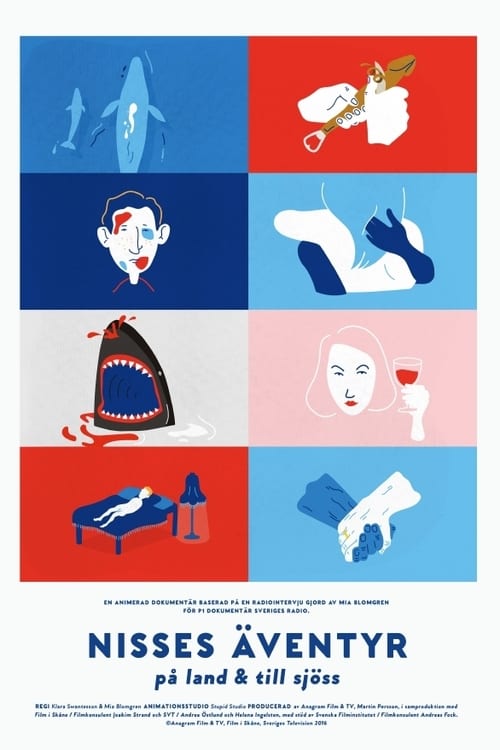 EN ANIMERAD DOKUMENTÄR BASERAD PÅ EN RADIOINTERVJU GJORD AV MIA BLOMGREN
FÖR P1 DOKUMENTÄR SVERIGES RADIO.
NISSES ÄVENTYR
på land & till sjöss
REGI Klara Swantesson & Mia Blomgren ANIMATIONSSTUDIO Stupid Studio PRODUCERAD av Anagram Film & TV, Martin Persson, i samproduktion med
Film i Skåne / Filmkonsulent Joakim Strand och SVT / Andrea Östlund och Helena Ingelsten, med stöd av Svenska Filminstitutet / Filmkonsulent Andreas Fock.
©Anagram Film & TV, Film i Skåne, Sveriges Television 2016